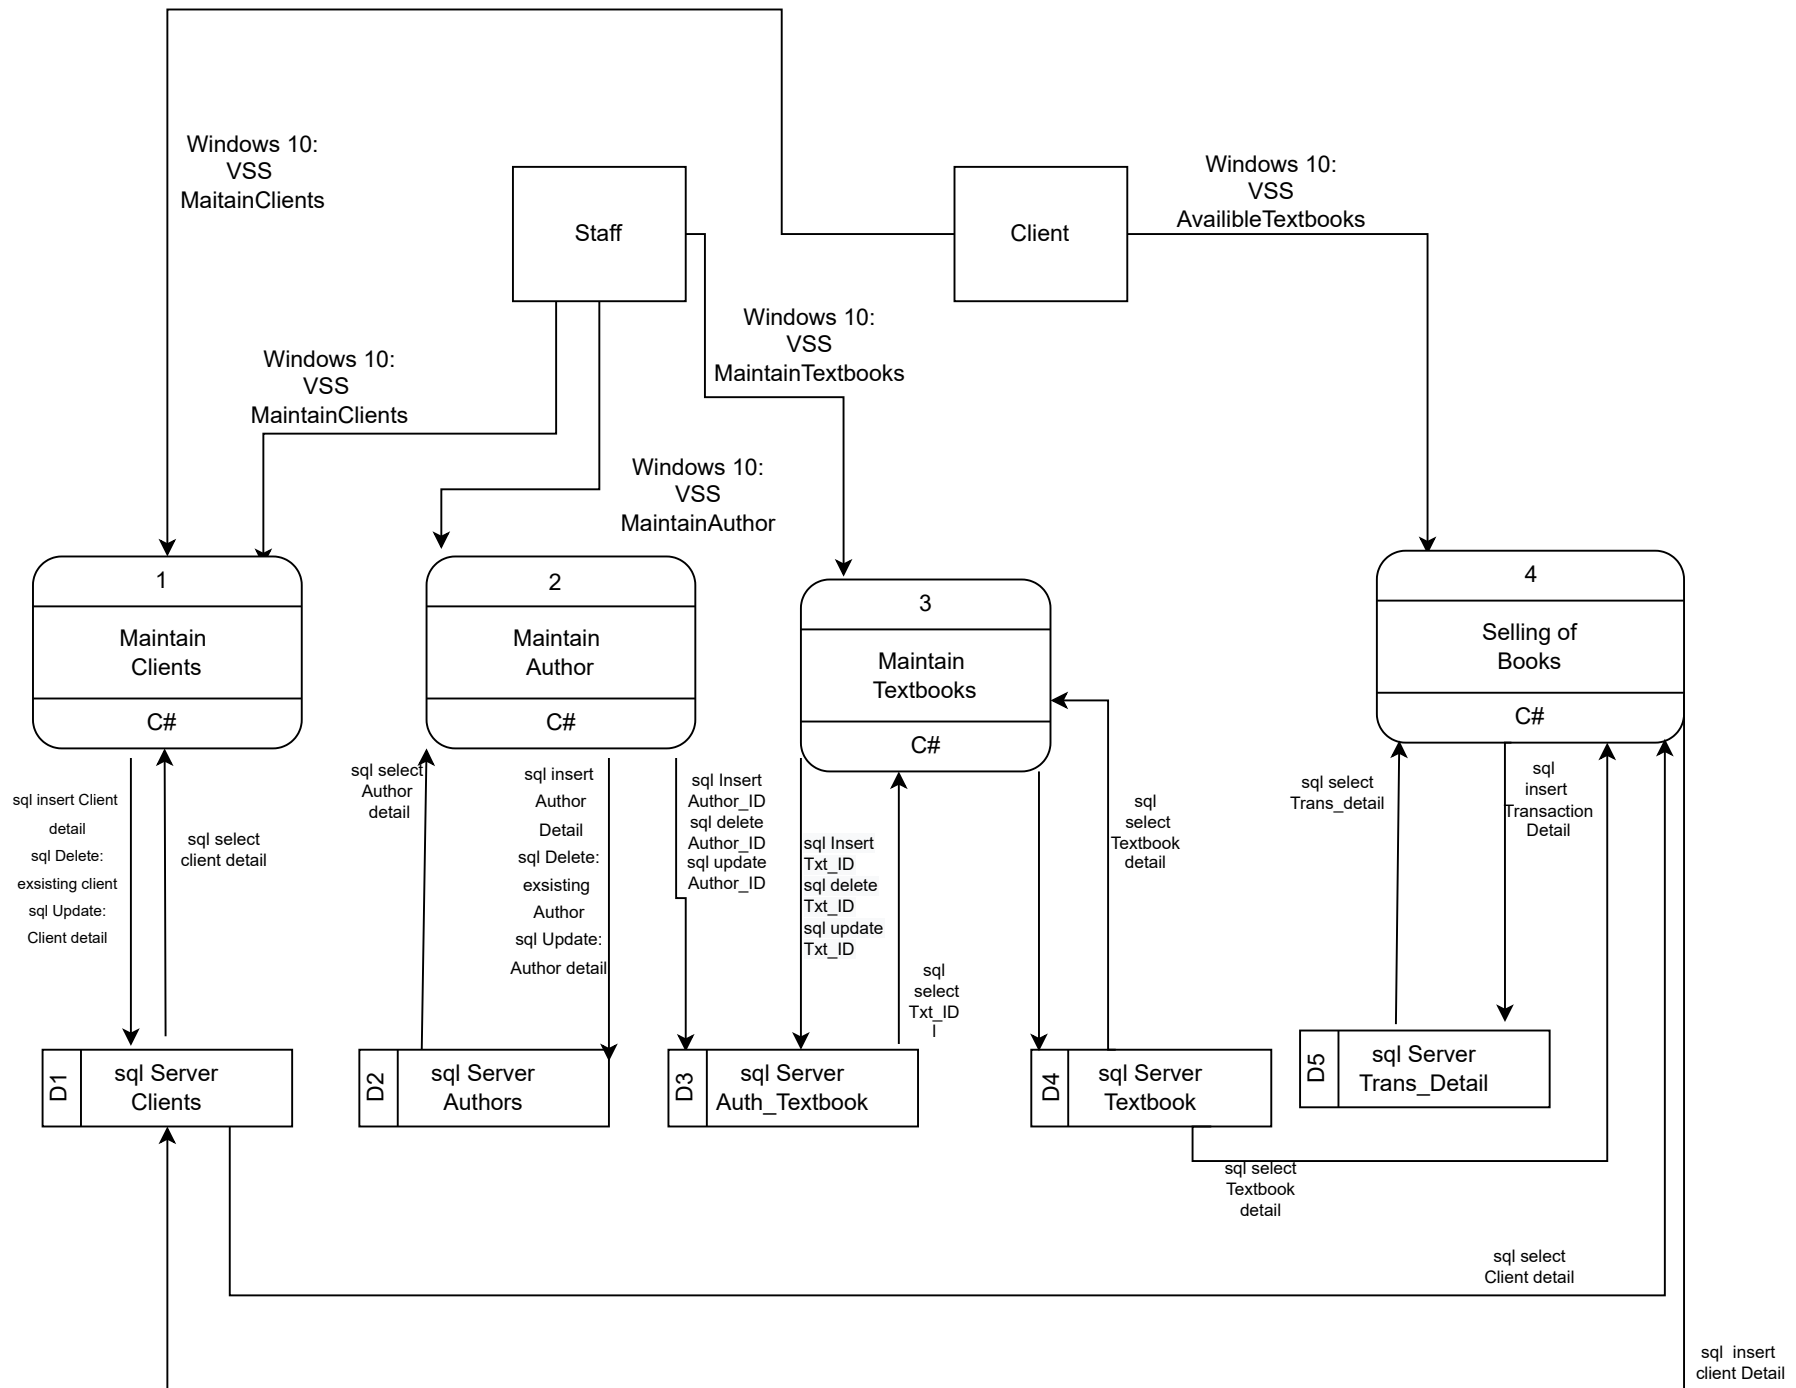 Windows 10:
VSS
MaitainClients
Staff
Client
Windows 10:
VSS
AvailibleTextbooks
Windows 10:
VSS
MaintainClients
Windows 10:
VSS
MaintainTextbooks
Windows 10:
VSS
MaintainAuthor
1
Maintain
Clients
C#
2
Maintain
Author
C#
3
Maintain
Textbooks
C#
4
Selling of
Books
C#
sql insert Client
detail
sql Delete:
exsisting client
sql Update:
Client detail
sql select
client detail
sql select
Author
detail
sql insert
Author
Detail
sql Delete:
exsisting
Author
sql Update:
Author detail
sql Insert
Author_ID
sql delete
Author_ID
sql update
Author_ID
sql Insert
Txt_ID
sql delete
Txt_ID
sql update
Txt_ID
sql
select
Txt_ID
l
sql
select
Textbook
detail
sql select
Trans_detail
sql
insert
Transaction
Detail
D1
sql Server
Clients
D2
sql Server
Authors
D3
sql Server
Auth_Textbook
D4
sql Server
Textbook
D5
sql Server
Trans_Detail
sql select
Textbook
detail
sql select
Client detail
sql insert
client Detail